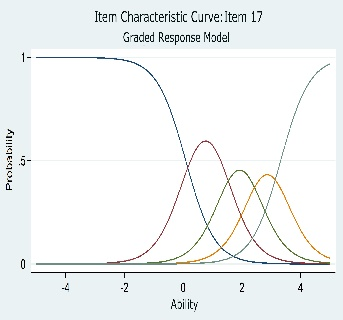 Item Characteristic Curve: Item 17
Graded Response Model
1
.5
0
Probability
-4 -2 0 2 4
Ability